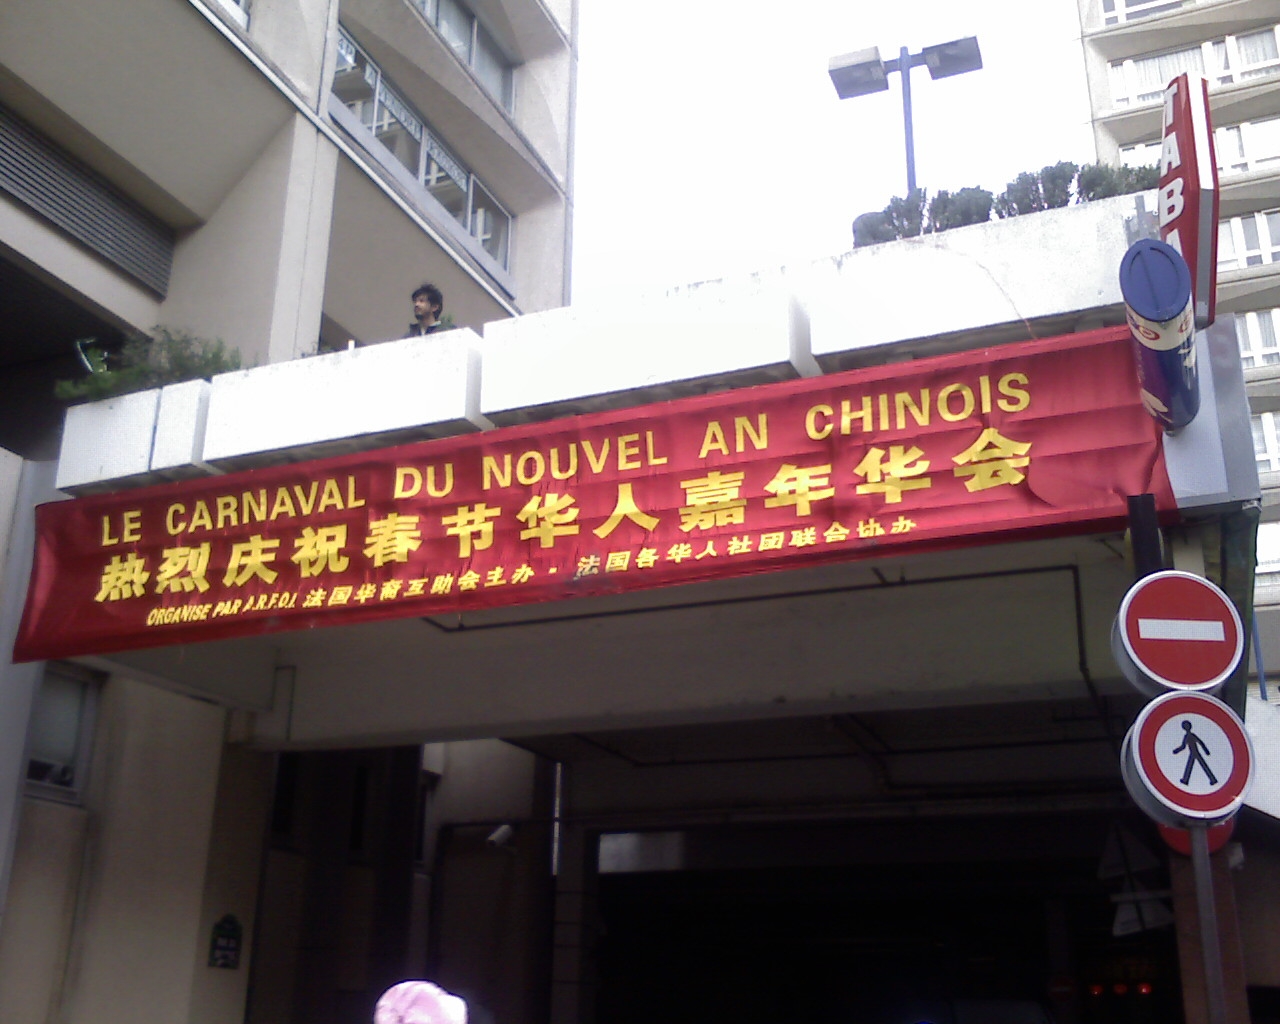 LE CARNAVAL DU NOUVEL AN CHINOIS
热烈庆祝春节华人嘉年华会
ORGANISE PAR A.R.F.O.I. 法国华裔互助会主办 · 法国各华人社团联合协办
TABA